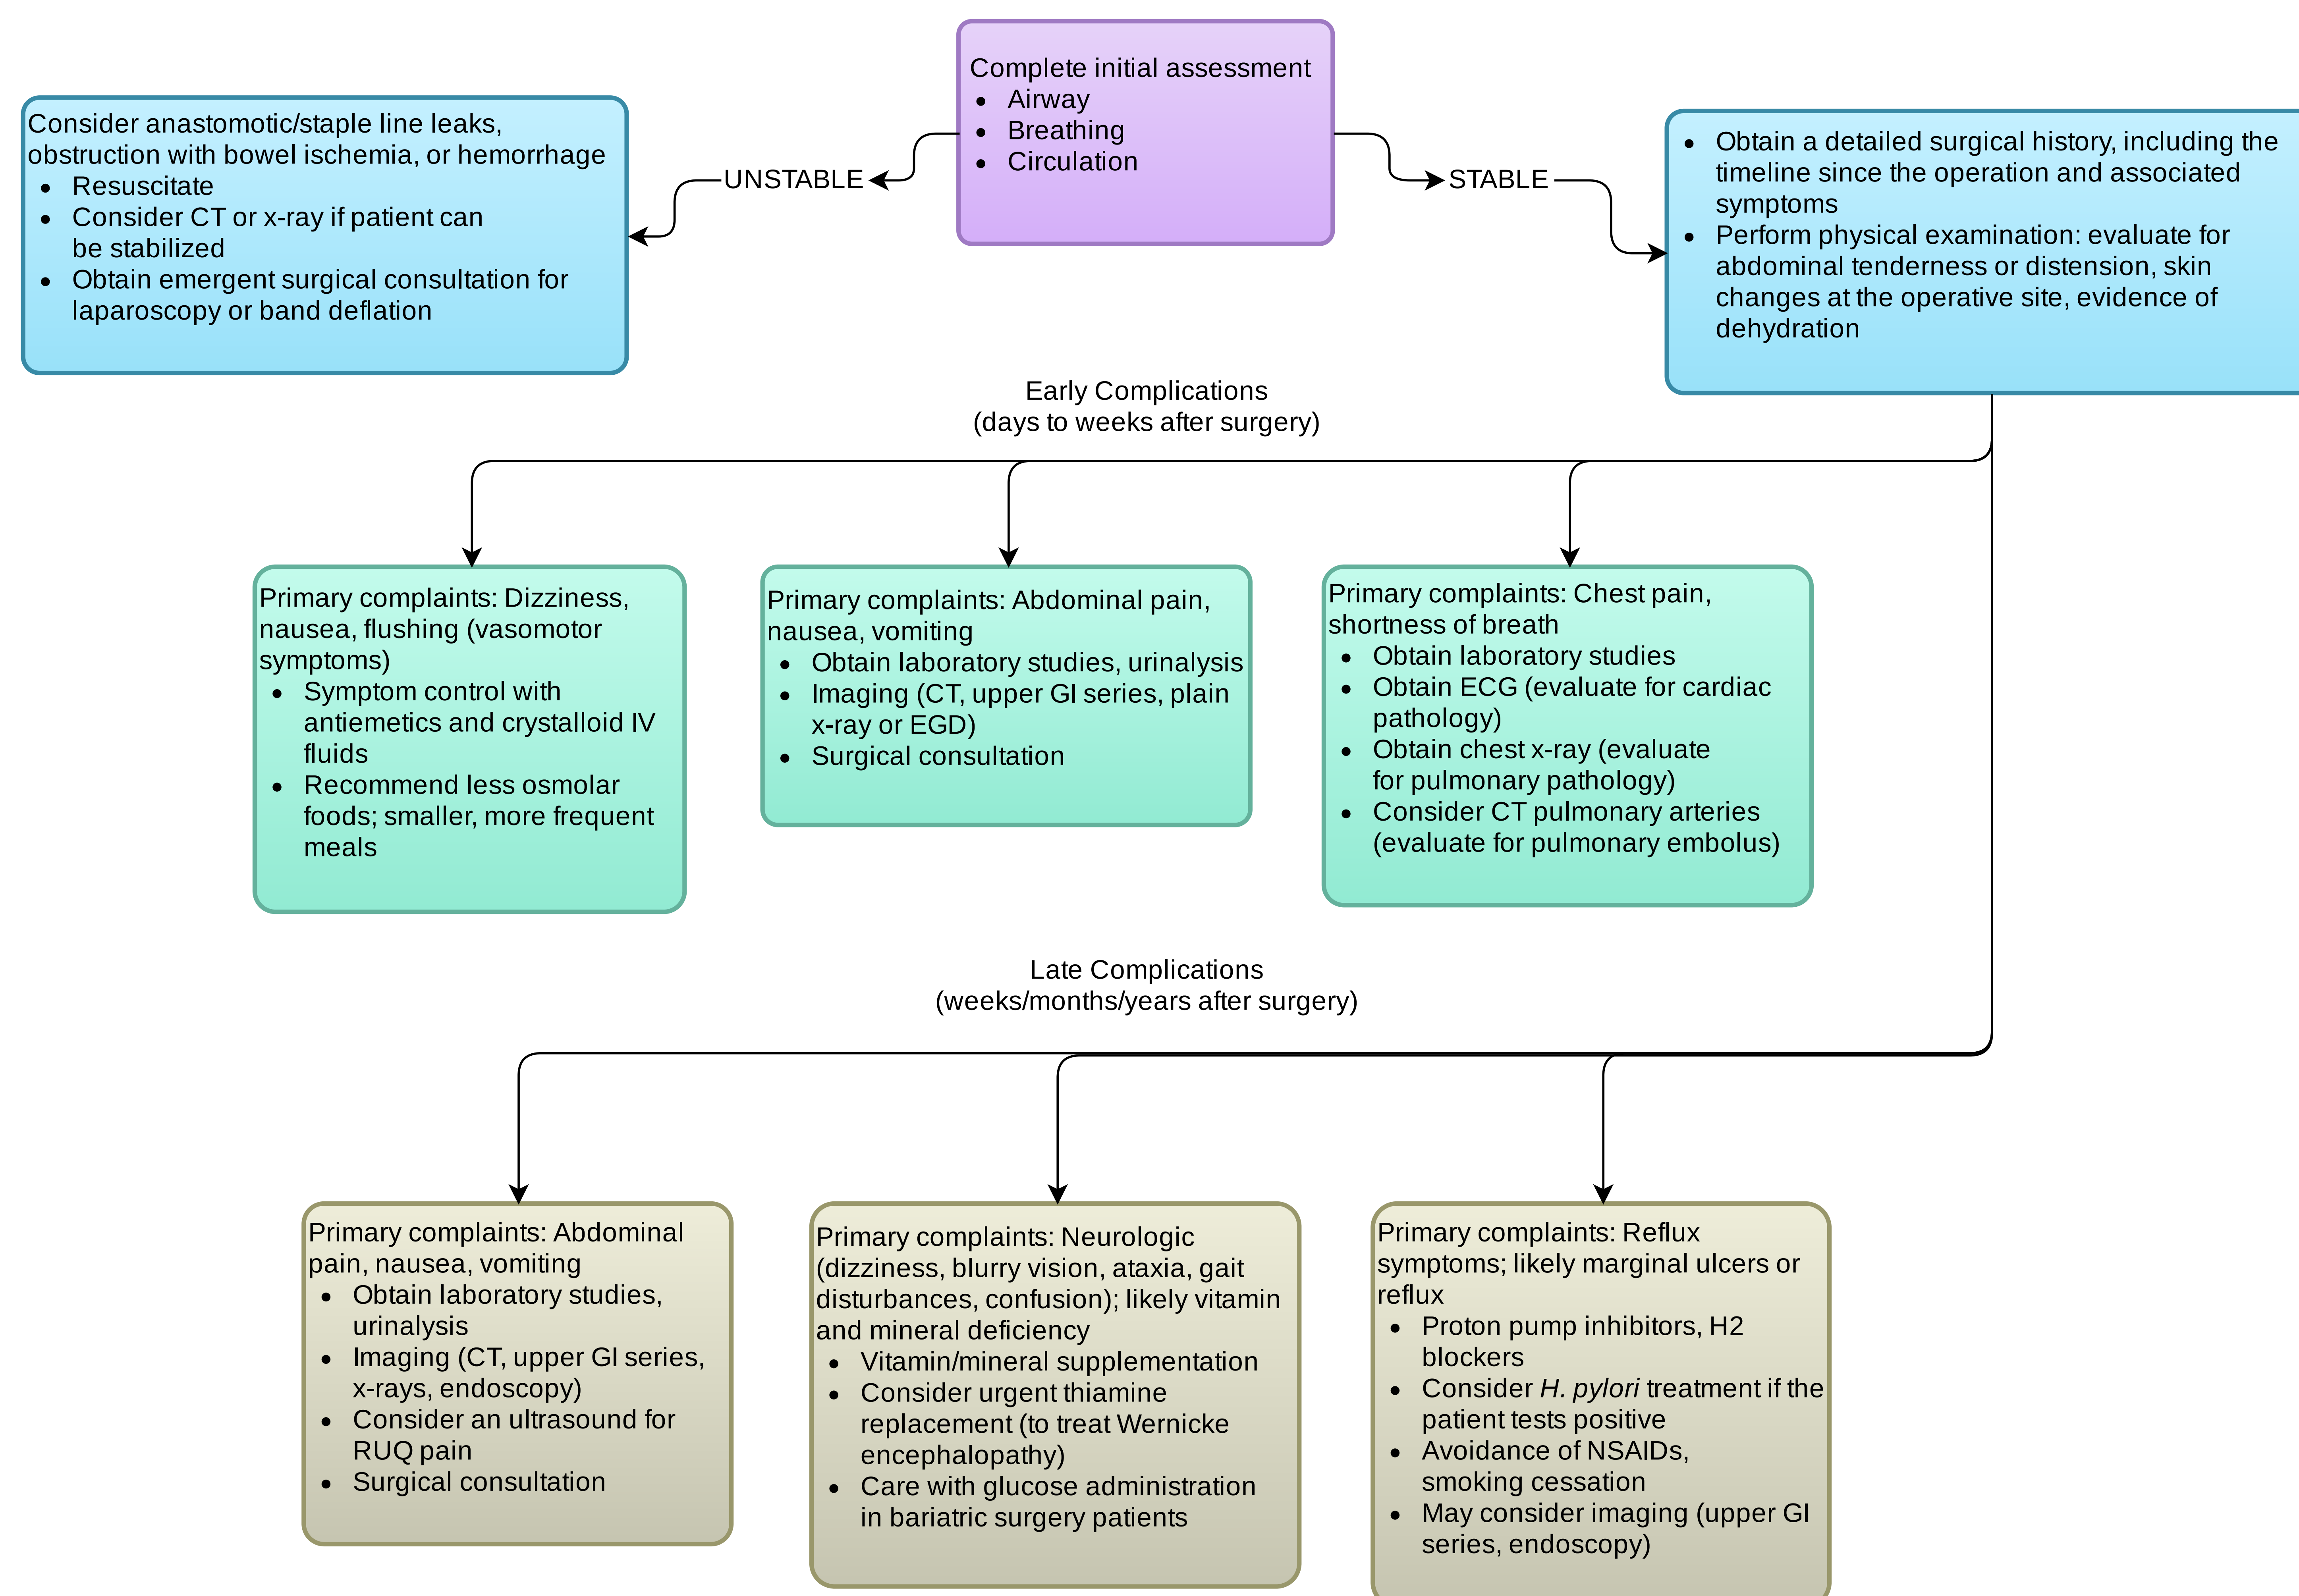 Complete initial assessment
• Airway
• Breathing
• Circulation
UNSTABLE
STABLE
Consider anastomotic/staple line leaks,
obstruction with bowel ischemia, or hemorrhage
• Resuscitate
• Consider CT or x-ray if patient can
be stabilized
• Obtain emergent surgical consultation for
laparoscopy or band deflation
• Obtain a detailed surgical history, including the
timeline since the operation and associated
symptoms
• Perform physical examination: evaluate for
abdominal tenderness or distension, skin
changes at the operative site, evidence of
dehydration
Early Complications
(days to weeks after surgery)
Primary complaints: Dizziness,
nausea, flushing (vasomotor
symptoms)
• Symptom control with
antiemetics and crystalloid IV
fluids
• Recommend less osmolar
foods; smaller, more frequent
meals
Primary complaints: Abdominal pain,
nausea, vomiting
• Obtain laboratory studies, urinalysis
• Imaging (CT, upper GI series, plain
x-ray or EGD)
• Surgical consultation
Primary complaints: Chest pain,
shortness of breath
• Obtain laboratory studies
• Obtain ECG (evaluate for cardiac
pathology)
• Obtain chest x-ray (evaluate
for pulmonary pathology)
• Consider CT pulmonary arteries
(evaluate for pulmonary embolus)
Late Complications
(weeks/months/years after surgery)
Primary complaints: Abdominal
pain, nausea, vomiting
• Obtain laboratory studies,
urinalysis
• Imaging (CT, upper GI series,
x-rays, endoscopy)
• Consider an ultrasound for
RUQ pain
• Surgical consultation
Primary complaints: Neurologic
(dizziness, blurry vision, ataxia, gait
disturbances, confusion); likely vitamin
and mineral deficiency
• Vitamin/mineral supplementation
• Consider urgent thiamine
replacement (to treat Wernicke
encephalopathy)
• Care with glucose administration
in bariatric surgery patients
Primary complaints: Reflux
symptoms; likely marginal ulcers or
reflux
• Proton pump inhibitors, H2
blockers
• Consider H. pylori treatment if the
patient tests positive
• Avoidance of NSAIDs,
smoking cessation
• May consider imaging (upper GI
series, endoscopy)